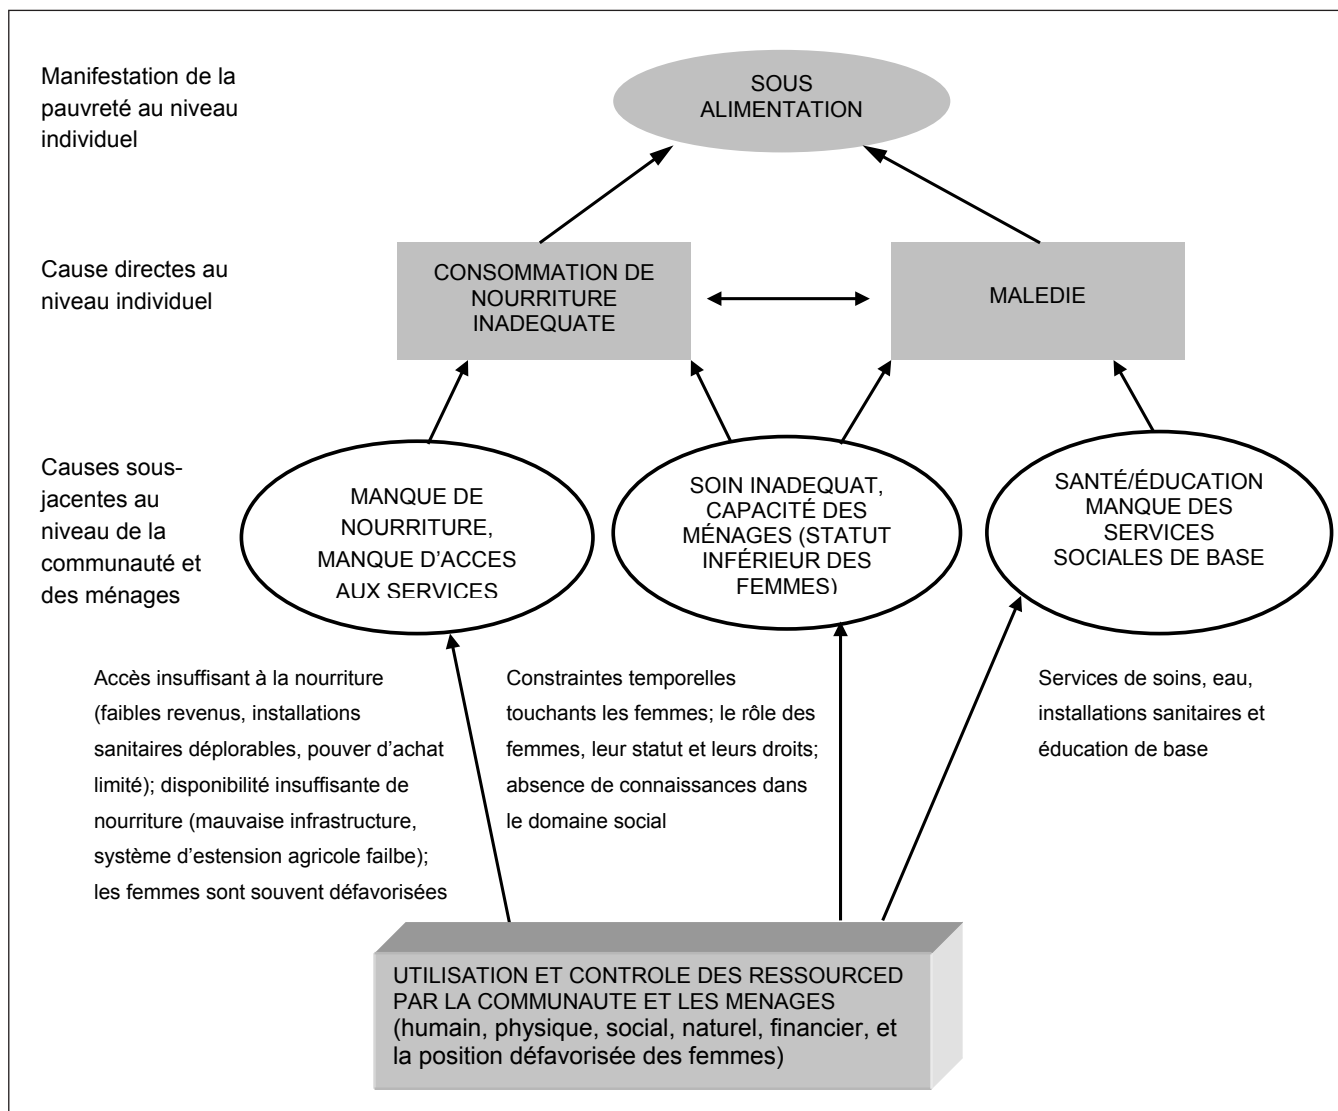 Manifestation de la
pauvreté au niveau
individuel
SOUS
ALIMENTATION
Cause directes au
niveau individuel
CONSOMMATION DE
NOURRITURE
INADEQUATE
MALEDIE
Causes sous-
jacentes au
niveau de la
communauté et
des ménages
MANQUE DE
NOURRITURE,
MANQUE D'ACCES
AUX SERVICES
SOIN INADEQUAT,
CAPACITÉ DES
MÉNAGES (STATUT
INFÉRIEUR DES
FEMMES)
SANTÉ/ÉDUCATION
MANQUE DES
SERVICES
SOCIALES DE BASE
Accès insuffisant à la nourriture
(faibles revenus, installations
sanitaires déplorables, pouver d'achat
limité); disponibilité insuffisante de
nourriture (mauvaise infrastructure,
système d'estension agricole failbe);
les femmes sont souvent défavorisées
Constraintes temporelles
touchants les femmes; le rôle des
femmes, leur statut et leurs droits;
absence de connaissances dans
le domaine social
Services de soins, eau,
installations sanitaires et
éducation de base
UTILISATION ET CONTROLE DES RESSOURCED
PAR LA COMMUNAUTE ET LES MENAGES
(humain, physique, social, naturel, financier, et
la position défavorisée des femmes)